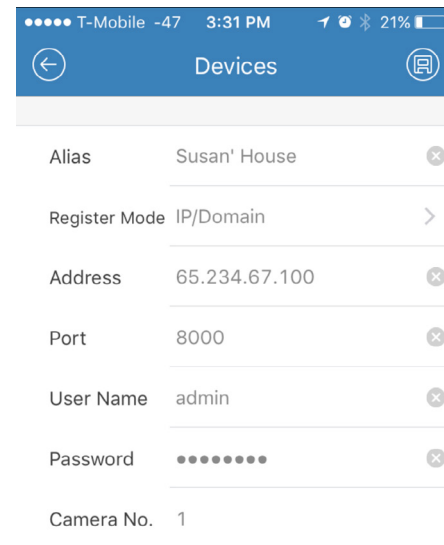 ●●●●● T-Mobile -47 3:31 PM 21%
Devices
Alias Susan' House
Register Mode IP/Domain
Address 65.234.67.100
Port 8000
User Name admin
Password ●●●●●●●●
Camera No. 1